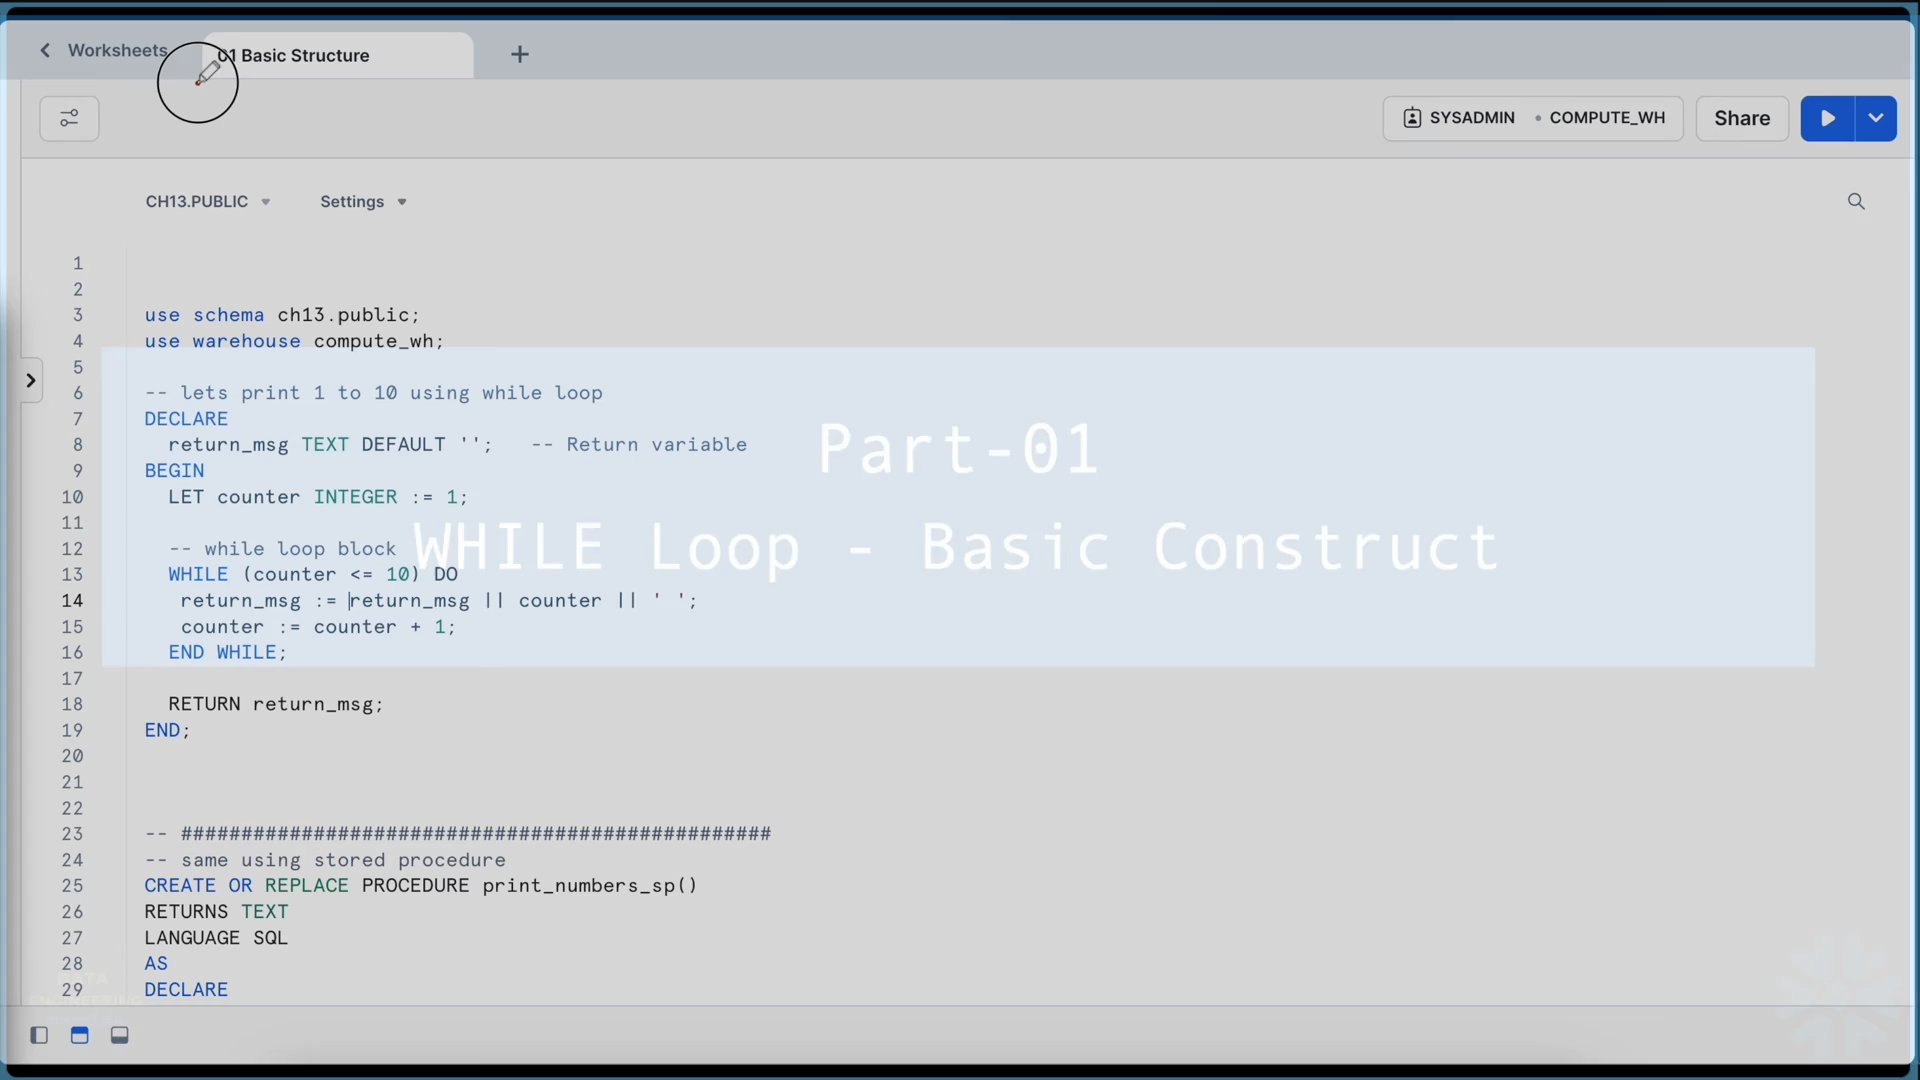 Worksheets
01 Basic Structure
SYSADMIN • COMPUTE_WH
Share
CH13.PUBLIC
Settings
1
2
3 use schema ch13.public;
4 use warehouse compute_wh;
5
6 -- lets print 1 to 10 using while loop
7 DECLARE
8 return_msg TEXT DEFAULT ''; -- Return variable
9 BEGIN
10 LET counter INTEGER := 1;
11
12 -- while loop block
13 WHILE (counter <= 10) DO
14 return_msg := return_msg || counter || ' ';
15 counter := counter + 1;
16 END WHILE;
17
18 RETURN return_msg;
19 END;
20
21
22
23 -- #################################################
24 -- same using stored procedure
25 CREATE OR REPLACE PROCEDURE print_numbers_sp()
26 RETURNS TEXT
27 LANGUAGE SQL
28 AS
29 DECLARE
Part-01
WHILE Loop - Basic Construct
DATA
ENGINEERING